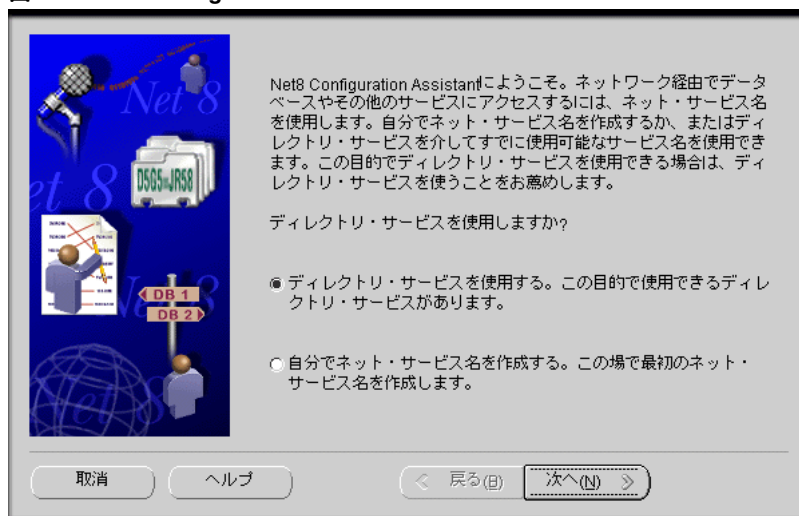 Net 8
D5G5-JR58
et 8
DB 1
DB 2
Net 8
Net 8
Net8 Configuration Assistantにようこそ。ネットワーク経由でデータ
ベースやその他のサービスにアクセスするには、ネット・サービス名
を使用します。自分でネット・サービス名を作成するか、またはディ
レクトリ・サービスを介してすでに使用可能なサービス名を使用でき
ます。この目的でディレクトリ・サービスを使用できる場合は、ディ
レクトリ・サービスを使うことをお薦めします。
ディレクトリ・サービスを使用しますか?
ディレクトリ・サービスを使用する。この目的で使用できるディレ
クトリ・サービスがあります。
自分でネット・サービス名を作成する。この場で最初のネット・
サービス名を作成します。
取消 ヘルプ 戻る(B) 次へ(N)